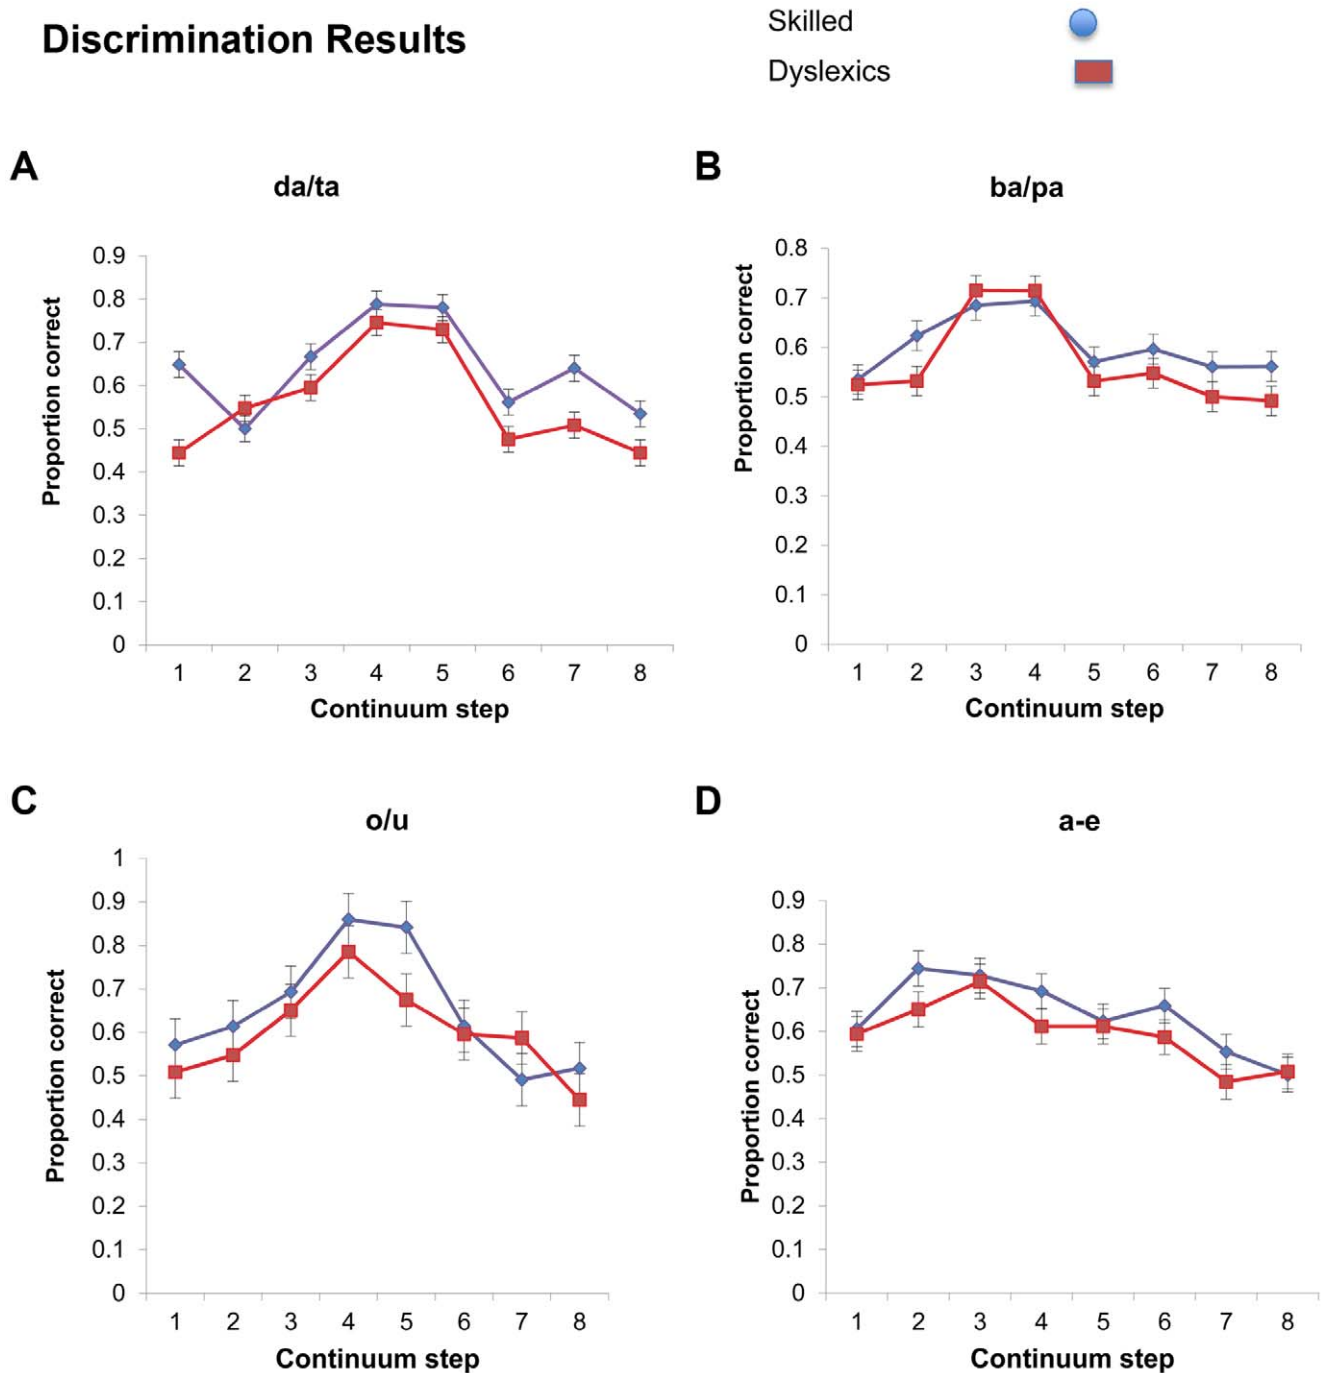 Discrimination Results
Skilled
Dyslexics
A
da/ta
Proportion correct
0.9
0.8
0.7
0.6
0.5
0.4
0.3
0.2
0.1
0
1 2 3 4 5 6 7 8
Continuum step
B
ba/pa
Proportion correct
0.8
0.7
0.6
0.5
0.4
0.3
0.2
0.1
0
1 2 3 4 5 6 7 8
Continuum step
C
o/u
Proportion correct
1
0.9
0.8
0.7
0.6
0.5
0.4
0.3
0.2
0.1
0
1 2 3 4 5 6 7 8
Continuum step
D
a-e
Proportion correct
0.9
0.8
0.7
0.6
0.5
0.4
0.3
0.2
0.1
0
1 2 3 4 5 6 7 8
Continuum step